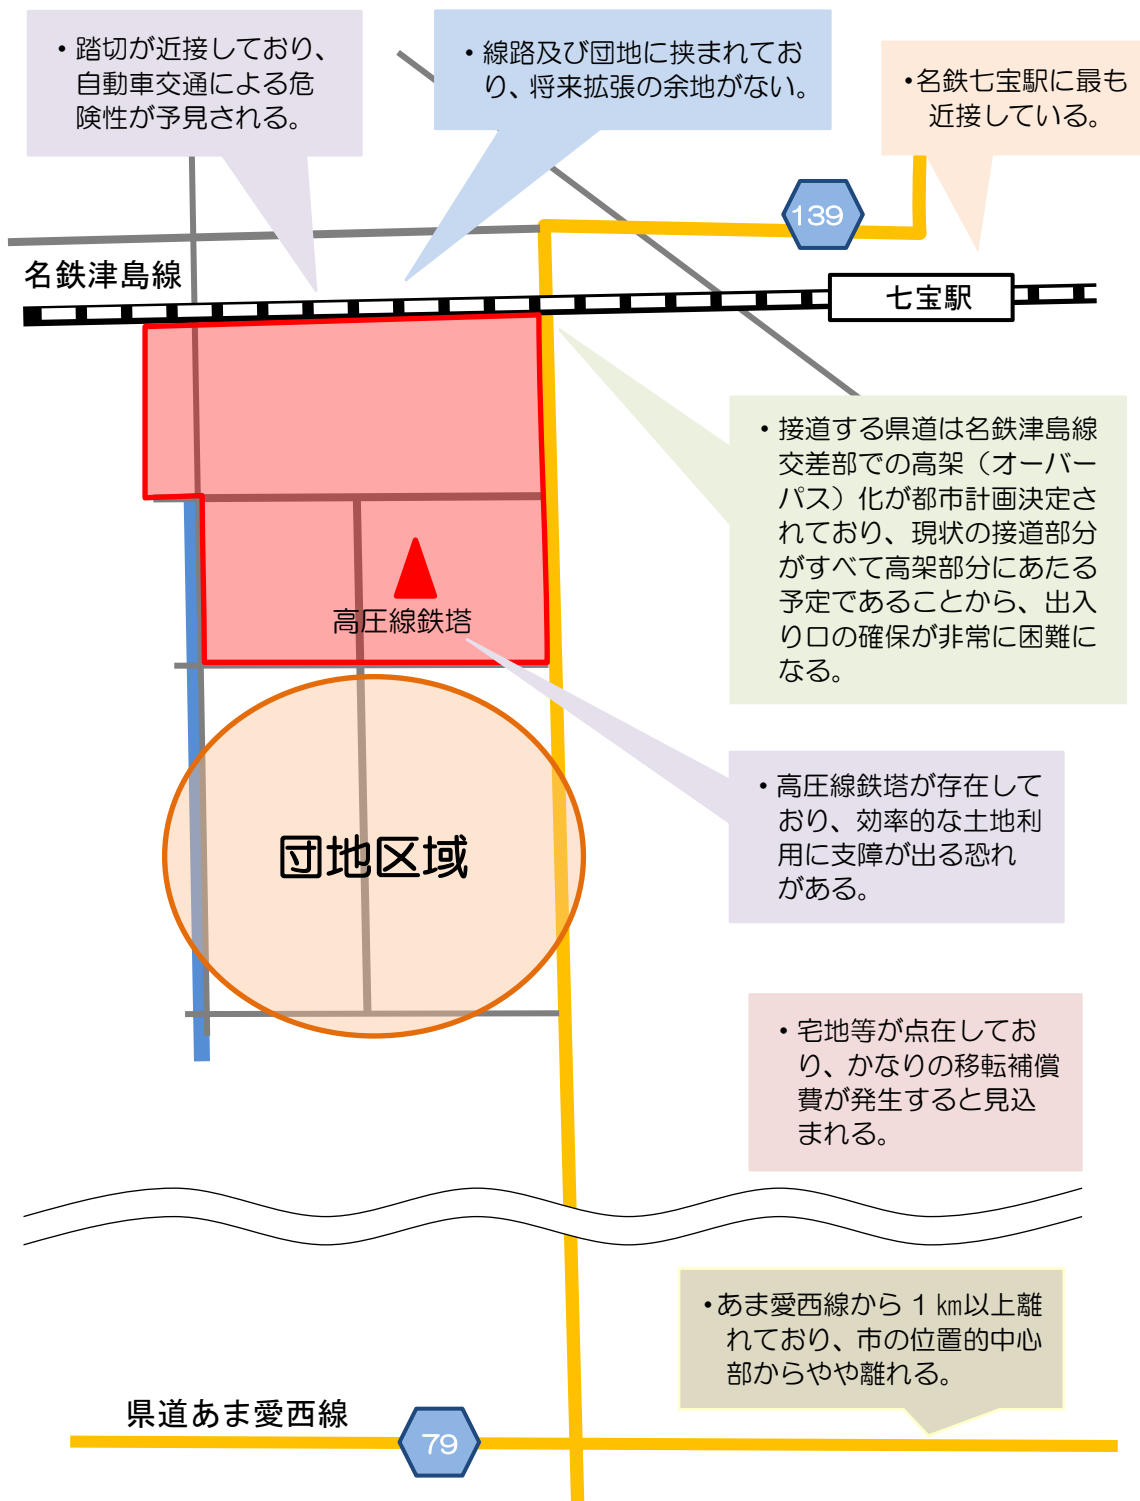 ・踏切が近接しており、
自動車交通による危
険性が予見される。
・線路及び団地に挟まれてお
り、将来拡張の余地がない。
・名鉄七宝駅に最も
近接している。
139
名鉄津島線
七宝駅
・接道する県道は名鉄津島線
交差部での高架（オーバー
パス）化が都市計画決定さ
れており、現状の接道部分
がすべて高架部分にあたる
予定であることから、出入
り口の確保が非常に困難に
なる。
高圧線鉄塔
・高圧線鉄塔が存在して
おり、効率的な土地利
用に支障が出る恐れ
がある。
団地区域
・宅地等が点在してお
り、かなりの移転補償
費が発生すると見込
まれる。
・あま愛西線から１㎞以上離
れており、市の位置的中心
部からやや離れる。
県道あま愛西線
79